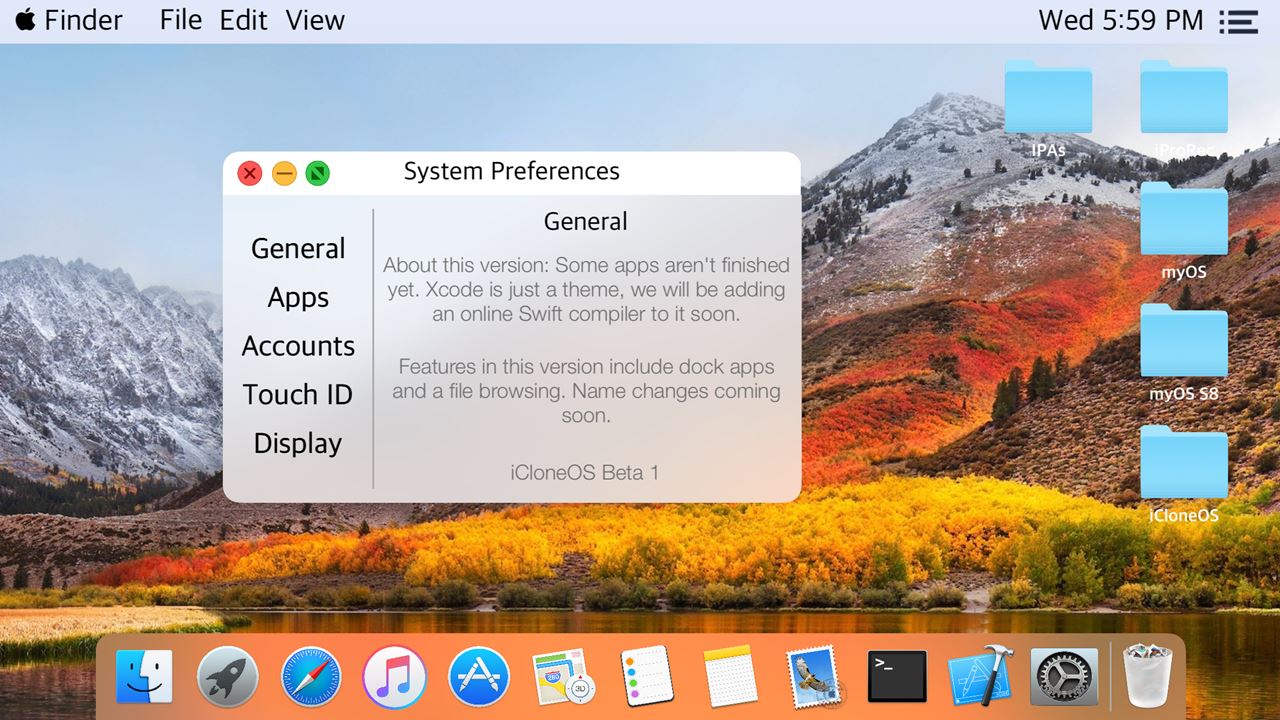 Finder File Edit View Wed 5:59 PM
IPAs iProRec
System Preferences
General
General
About this version: Some apps aren't finished
yet. Xcode is just a theme, we will be adding
an online Swift compiler to it soon.
Features in this version include dock apps
and a file browsing. Name changes coming
soon.
iCloneOS Beta 1
Apps
Accounts
Touch ID
Display
myOS
myOS S8
iCloneOS
280
3D
>_